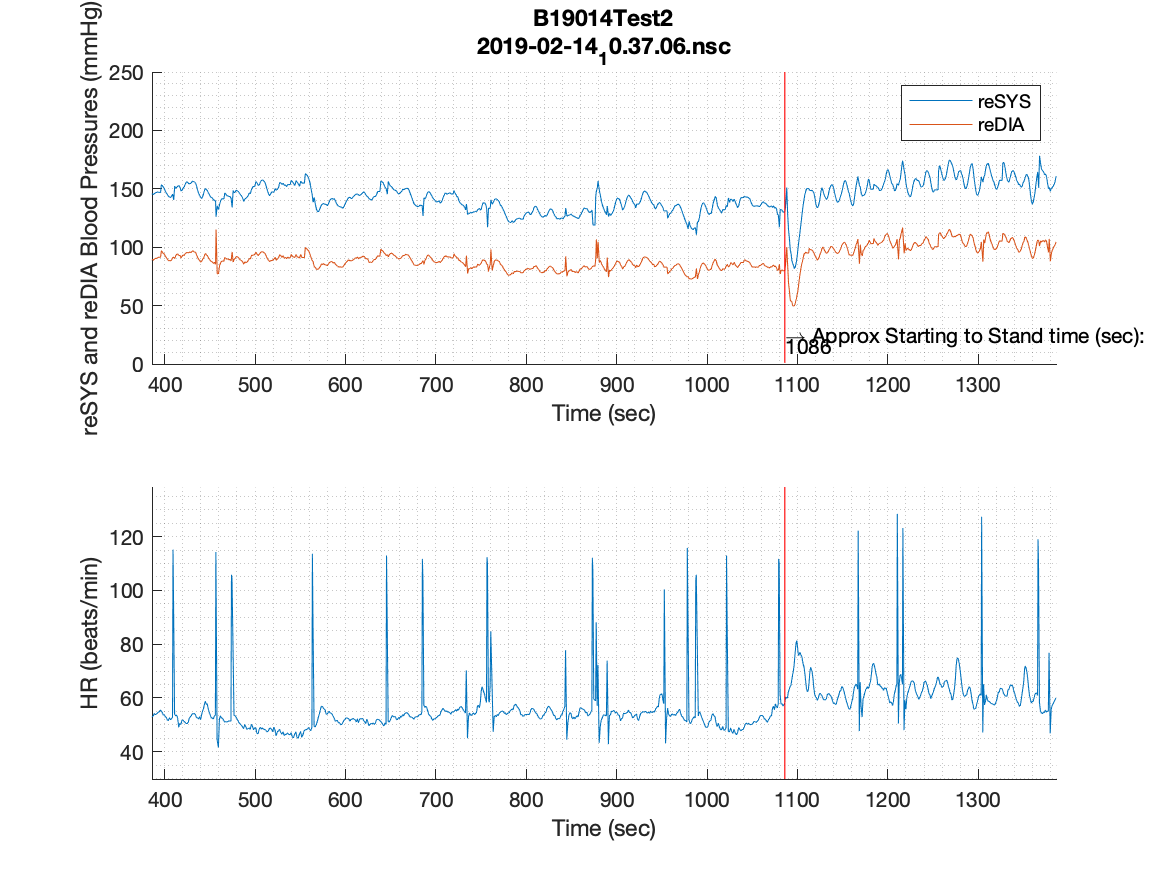 B19014Test2
2019-02-14₁0.37.06.nsc
reSYS and reDIA Blood Pressures (mmHg)
250
200
150
100
50
0
reSYS
reDIA
→ Approx Starting to Stand time (sec):
1086
400 500 600 700 800 900 1000 1100 1200 1300
Time (sec)
HR (beats/min)
120
100
80
60
40
400 500 600 700 800 900 1000 1100 1200 1300
Time (sec)